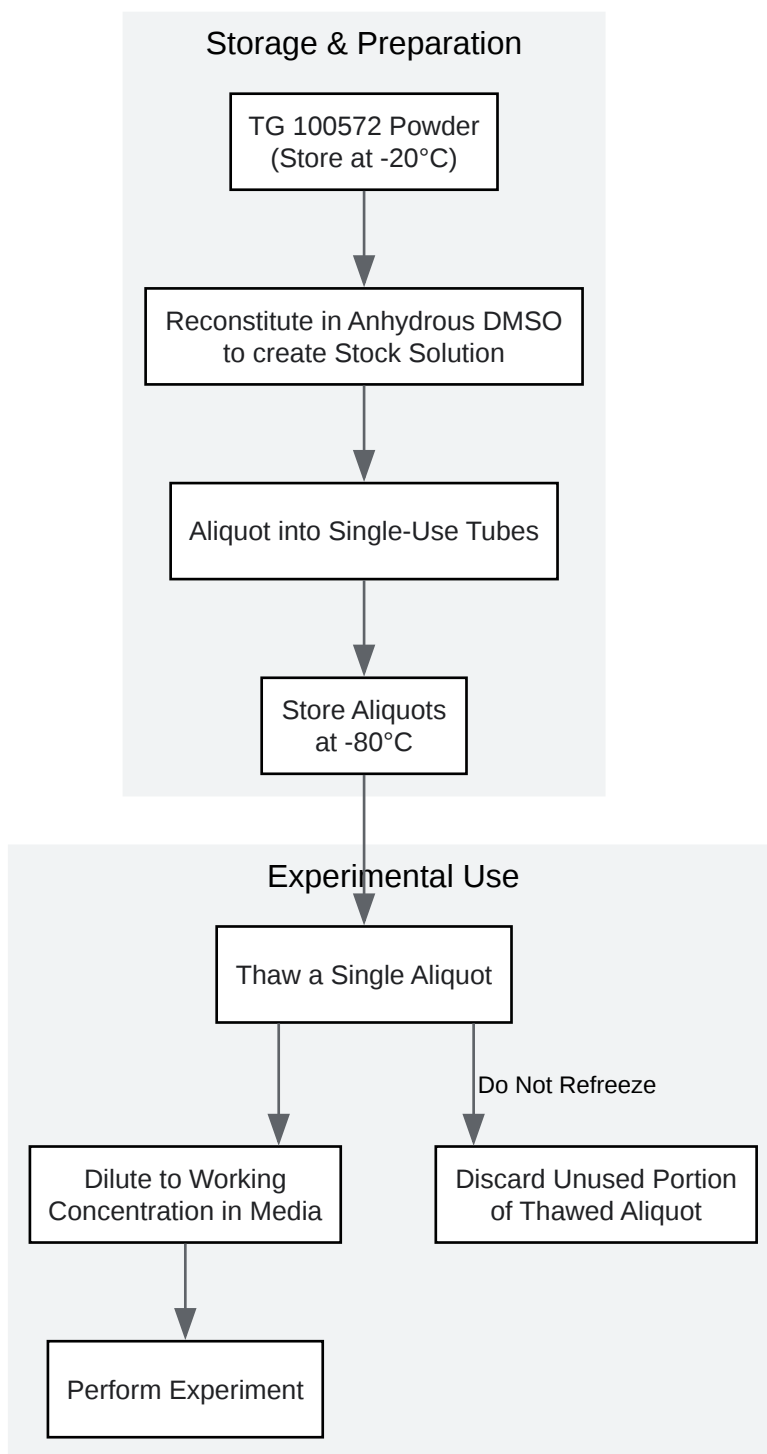 Storage & Preparation
TG 100572 Powder
(Store at -20°C)
Reconstitute in Anhydrous DMSO
to create Stock Solution
Aliquot into Single-Use Tubes
Store Aliquots
at -80°C
Experimental Use
Thaw a Single Aliquot
Do Not Refreeze
Dilute to Working
Concentration in Media
Discard Unused Portion
of Thawed Aliquot
Perform Experiment